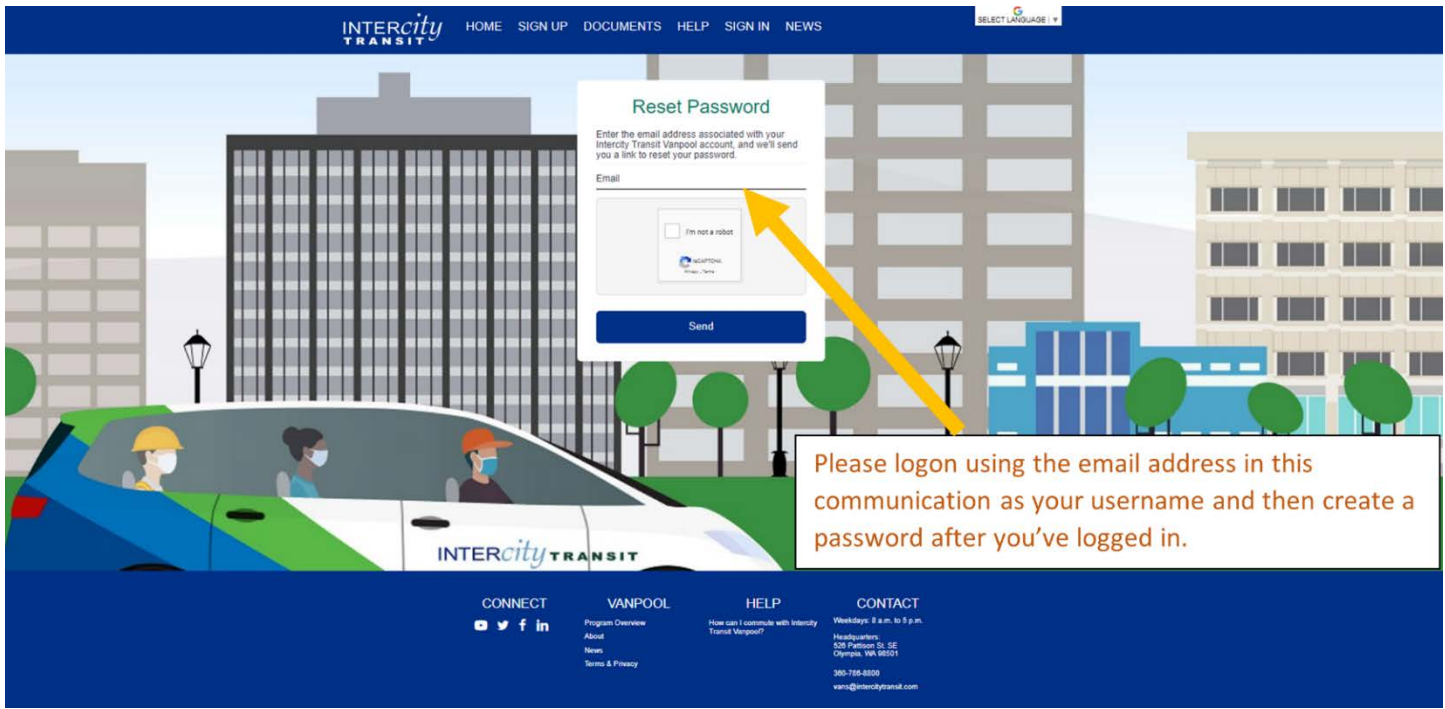 INTERcity TRANSIT
HOME SIGN UP DOCUMENTS HELP SIGN IN NEWS
SELECT LANGUAGE ▼
Reset Password
Enter the email address associated with your
Intercity Transit Vanpool account, and we'll send
you a link to reset your password.
Email
I'm not a robot
reCAPTCHA
Privacy - Terms
Send
Please logon using the email address in this
communication as your username and then create a
password after you've logged in.
INTERcity TRANSIT
CONNECT
VANPOOL
Program Overview
About
News
Terms & Privacy
HELP
How can I commute with Intercity
Transit Vanpool?
CONTACT
Weekdays: 8 a.m. to 5 p.m.
Headquarters:
526 Pattison St. SE
Olympia, WA 98501
360-786-8800
vans@intercitytransit.com